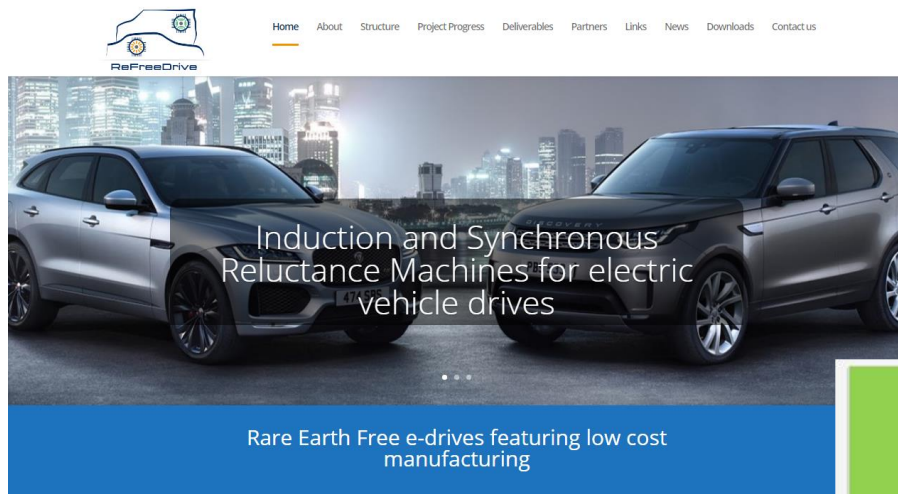 ReFreeDrive
Home About Structure Project Progress Deliverables Partners Links News Downloads Contact us
DISCOVERY
Induction and Synchronous
Reluctance Machines for electric
vehicle drives
Rare Earth Free e-drives featuring low cost
manufacturing